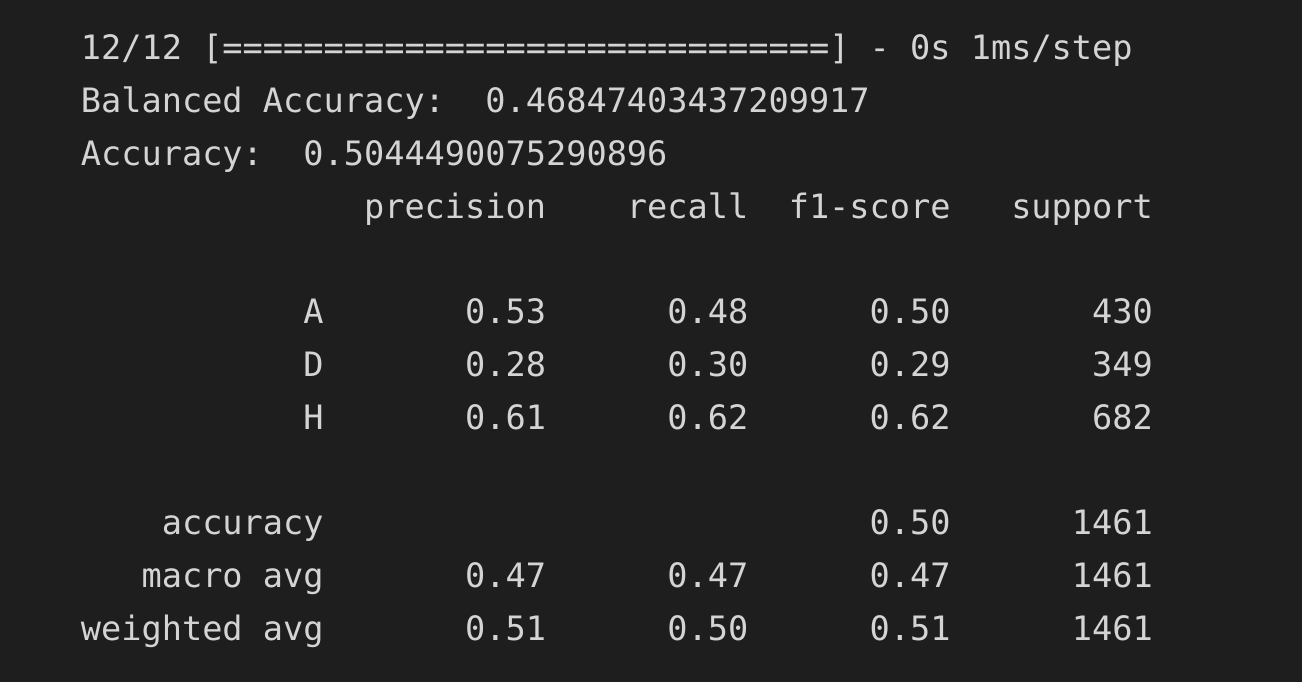 12/12 [==============================] - 0s 1ms/step
Balanced Accuracy:  0.46847403437209917
Accuracy:  0.5044490075290896
              precision    recall  f1-score   support

           A       0.53      0.48      0.50       430
           D       0.28      0.30      0.29       349
           H       0.61      0.62      0.62       682

    accuracy                           0.50      1461
   macro avg       0.47      0.47      0.47      1461
weighted avg       0.51      0.50      0.51      1461